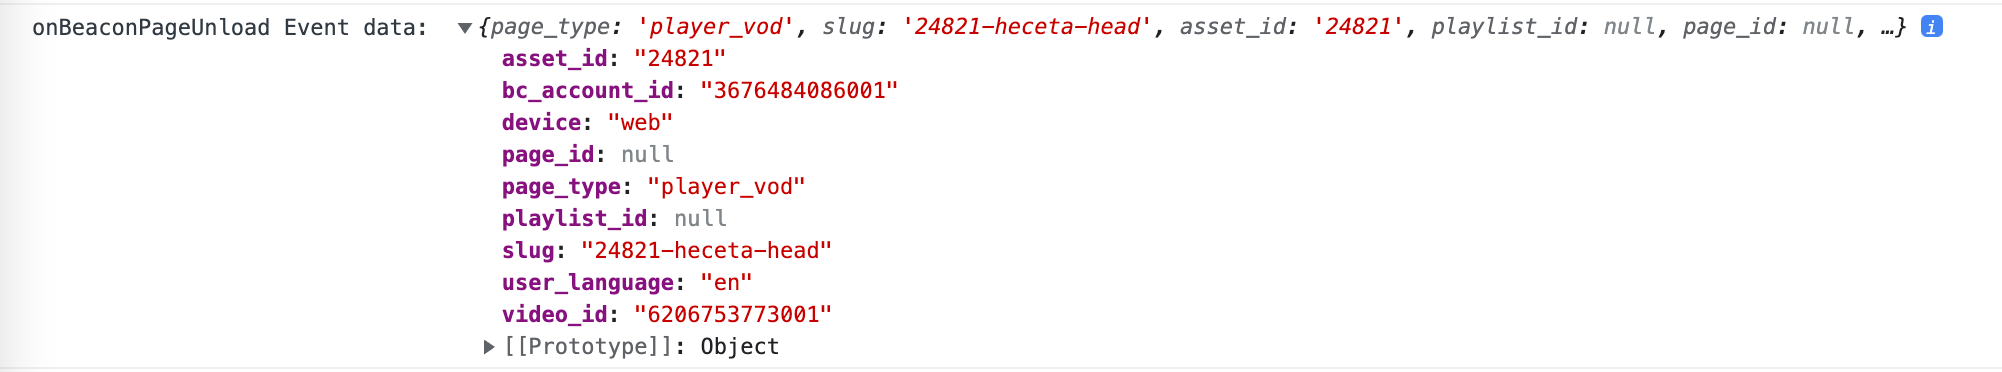 onBeaconPageUnload Event data: ▼{page_type: 'player_vod', slug: '24821-heceta-head', asset_id: '24821', playlist_id: null, page_id: null, …} i
asset_id: "24821"
bc_account_id: "3676484086001"
device: "web"
page_id: null
page_type: "player_vod"
playlist_id: null
slug: "24821-heceta-head"
user_language: "en"
video_id: "6206753773001"
▶[[Prototype]]: Object